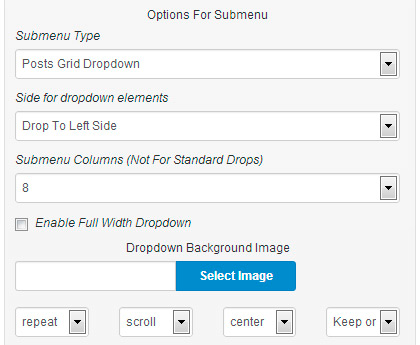 Options For Submenu
Submenu Type
Posts Grid Dropdown
Side for dropdown elements
Drop To Left Side
Submenu Columns (Not For Standard Drops)
8
Enable Full Width Dropdown
Dropdown Background Image
Select Image
repeat scroll center Keep or